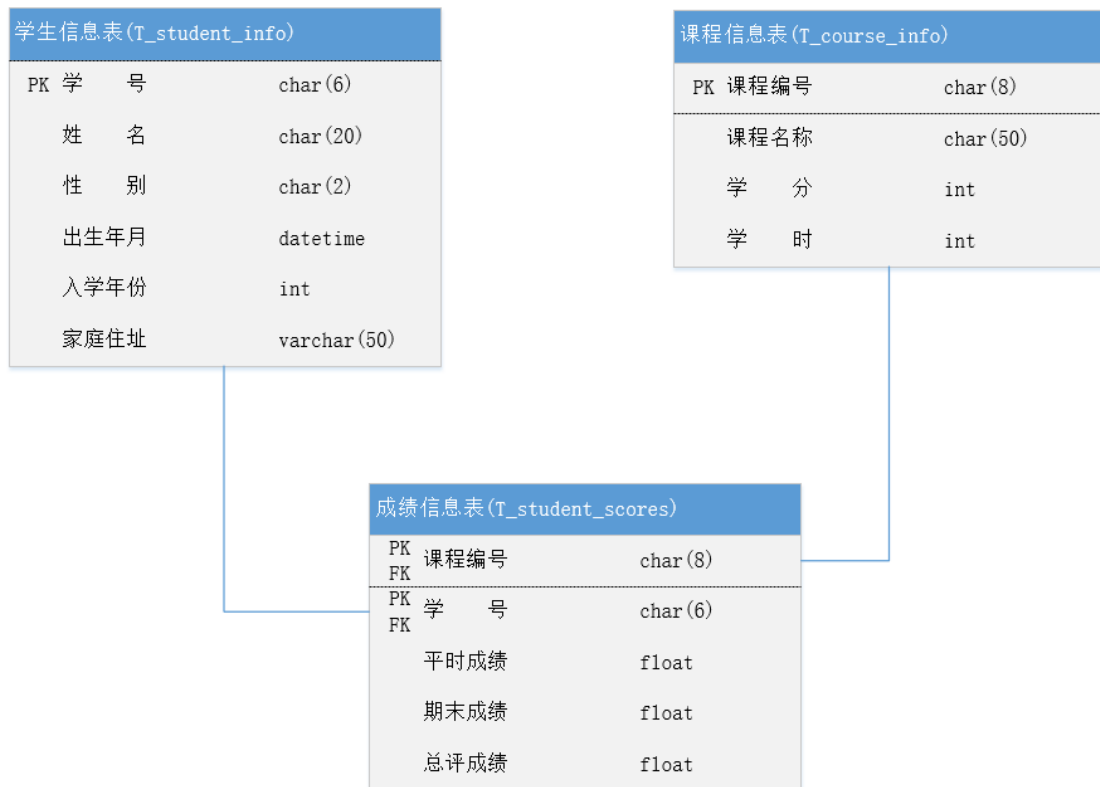 学生信息表(T_student_info)
PK 学 号 char(6)
姓 名 char(20)
性 别 char(2)
出生年月 datetime
入学年份 int
家庭住址 varchar(50)
课程信息表(T_course_info)
PK 课程编号 char(8)
课程名称 char(50)
学 分 int
学 时 int
成绩信息表(T_student_scores)
PK FK 课程编号 char(8)
PK FK 学 号 char(6)
平时成绩 float
期末成绩 float
总评成绩 float